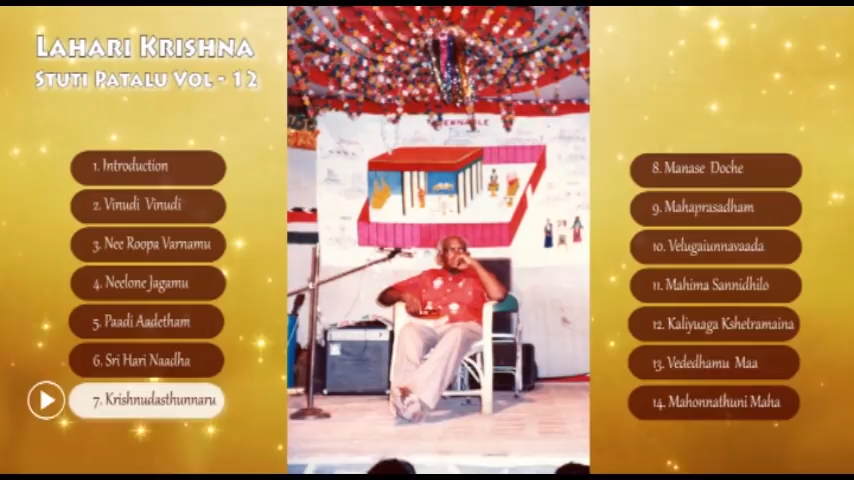 LAHARI KRISHNA
STUTI PATALU VOL - 12
1. Introduction
2. Vinudi Vinudi
3. Nee Roopa Varnamu
4. Neelone Jagamu
5. Paadi Aadetham
6. Sri Hari Naadha
7. Krishnudasthunnaru
8. Manase Doche
9. Mahaprasadham
10. Velugaiunnavaada
11. Mahima Sannidhilo
12. Kaliyuaga Kshetramaina
13. Vededhamu Maa
14. Mahonnathuni Maha